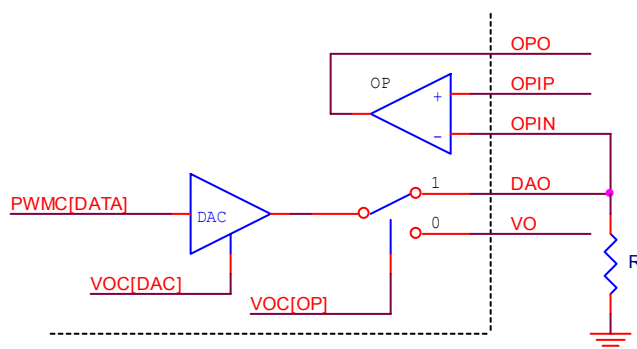 OPO
OP
OPIP
+
OPIN
-
1
DAO
PWMC[DATA]
DAC
0
VO
R
VOC[DAC]
VOC[OP]